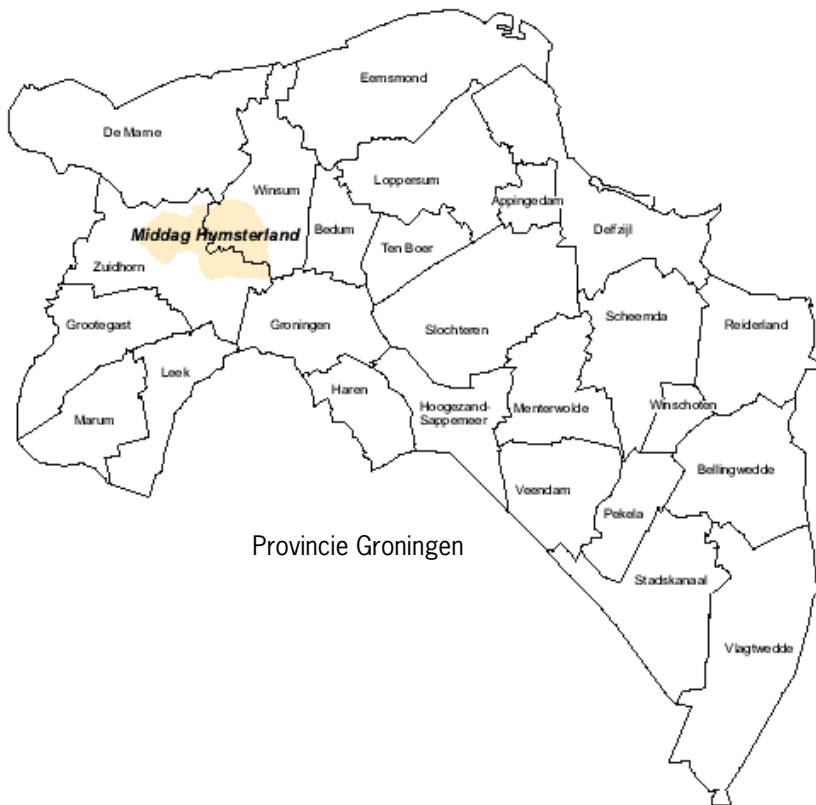 Eemsmond
De Marne
Loppersum
Winsum
Appingedam
Bedum
Delfzijl
Middag Humsterland
Ten Boer
Zuidhorn
Grootegast
Groningen
Slochteren
Scheemda
Reiderland
Leek
Haren
Hoogezand-
Sappemeer
Menterwolde
Winschoten
Marum
Bellingwedde
Veendam
Pekela
Provincie Groningen
Stadskanaal
Vlagtwedde